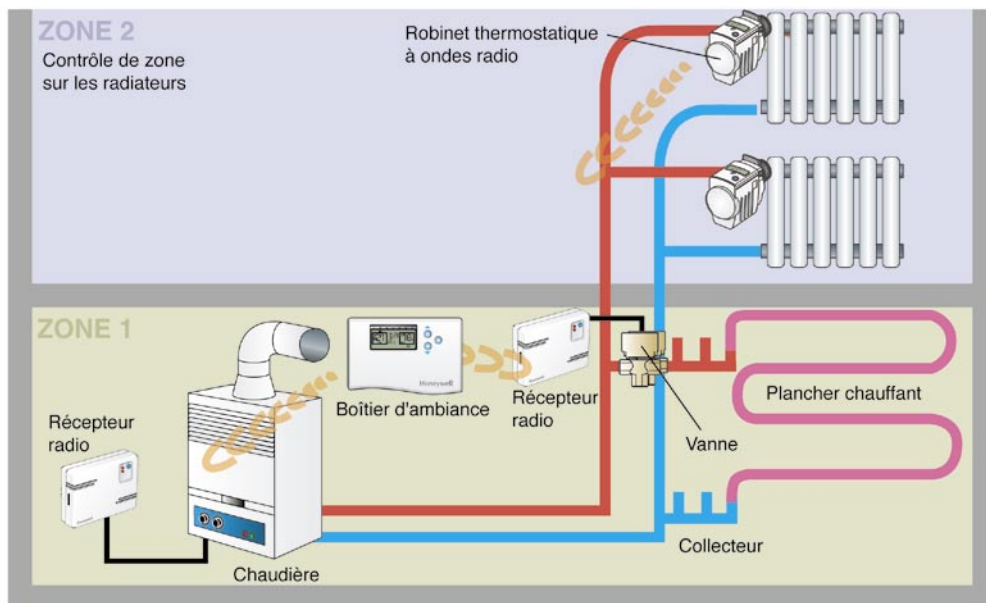 ZONE 2
Contrôle de zone
sur les radiateurs
Robinet thermostatique
à ondes radio
ZONE 1
Honeywell
Boîtier d'ambiance
Récepteur
radio
Récepteur
radio
Plancher chauffant
Vanne
Collecteur
Chaudière